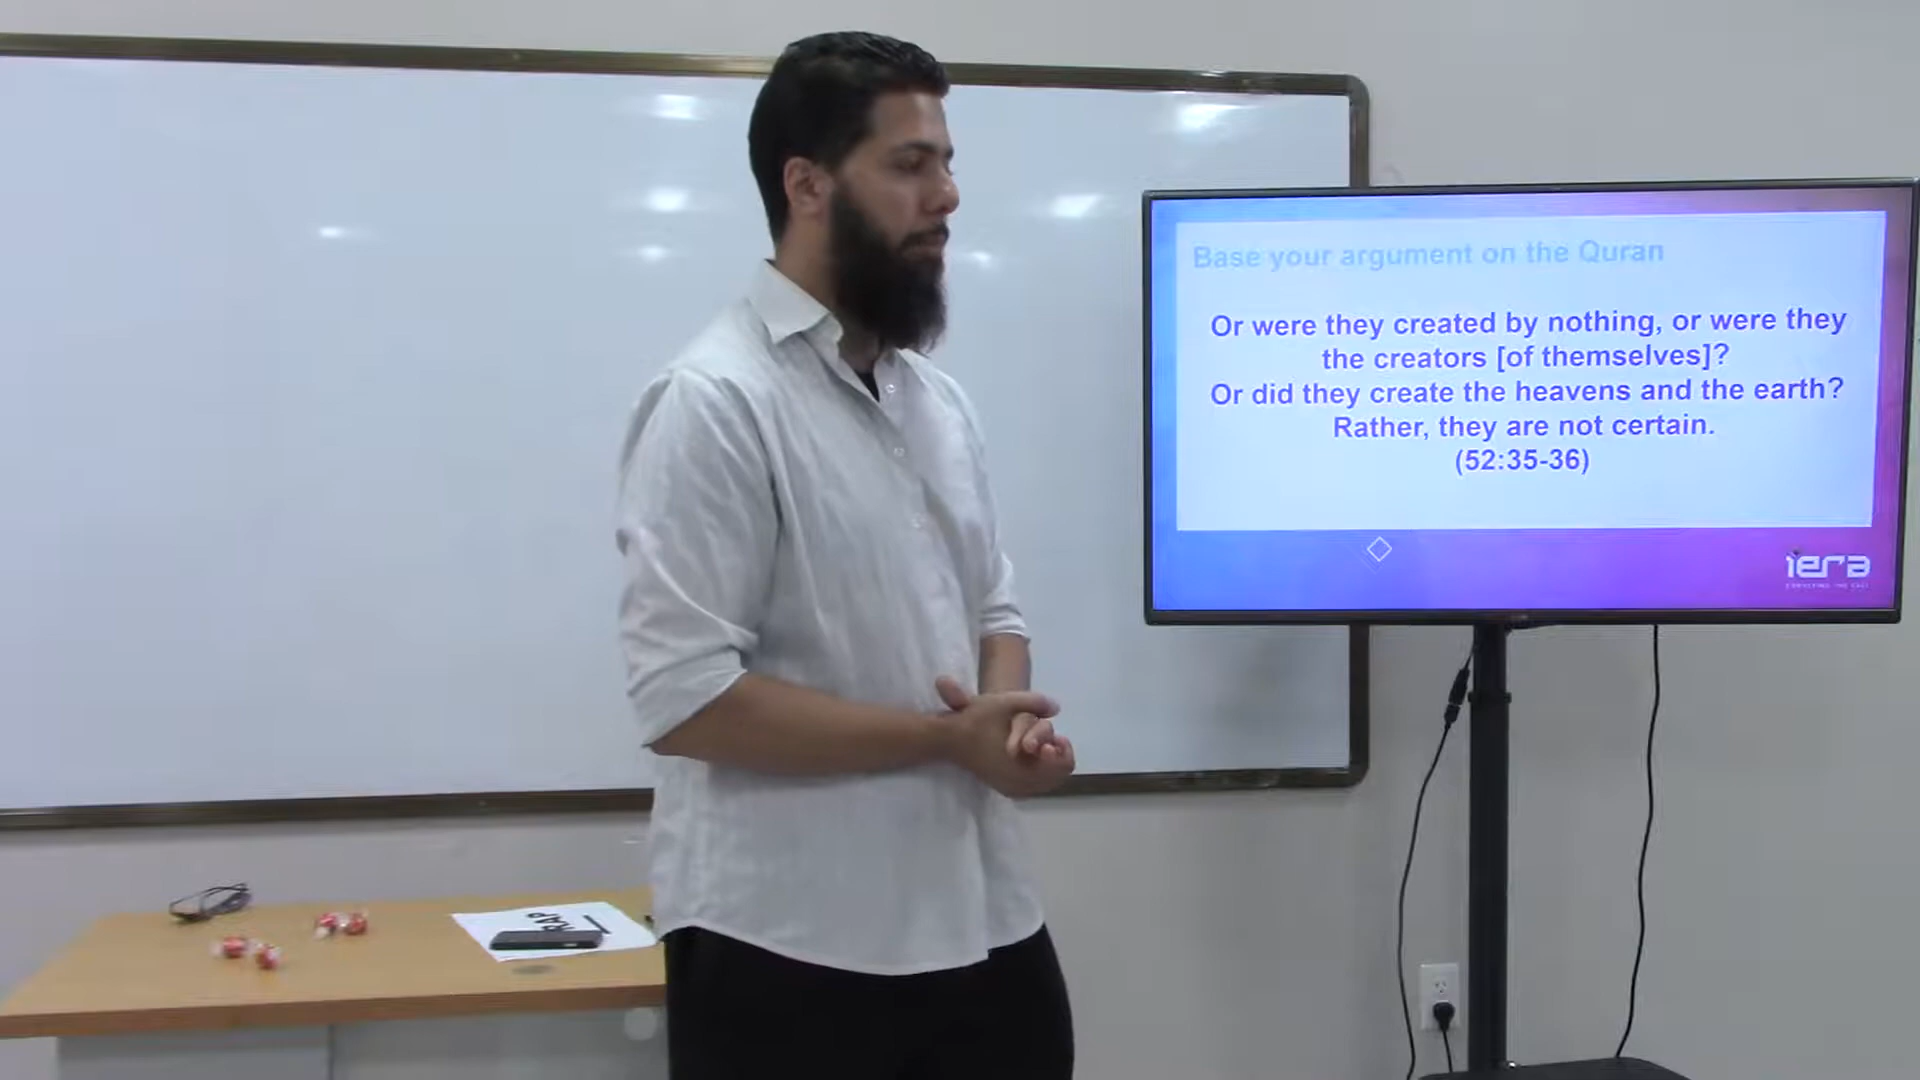 Base your argument on the Quran
Or were they created by nothing, or were they
the creators [of themselves]?
Or did they create the heavens and the earth?
Rather, they are not certain.
(52:35-36)
iera
RAP